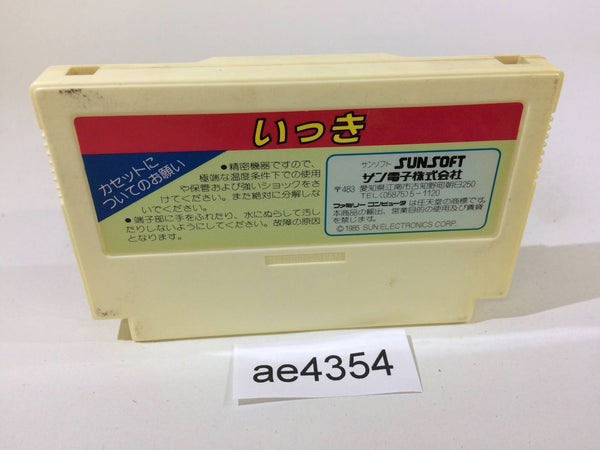 いっき
カセットに
ついてのお願い
●精密機器ですので、
極端な温度条件下での使用
や保管および強いショックをさ
けてください。また絶対に分解しな
いでください。
●端子部に手をふれたり、水にぬらして汚し
たりしないようにしてください。故障の原因
となります。
サンソフト SUNSOFT
サン電子株式会社
〒483 愛知県江南市古知野町朝日250
TEL(05875)5-1120
ファミリー コンピュータ は任天堂の商標です。
本商品の輸出、営業目的の使用及び賃貸
を禁じます。
© 1985 SUN ELECTRONICS CORP.
ae4354